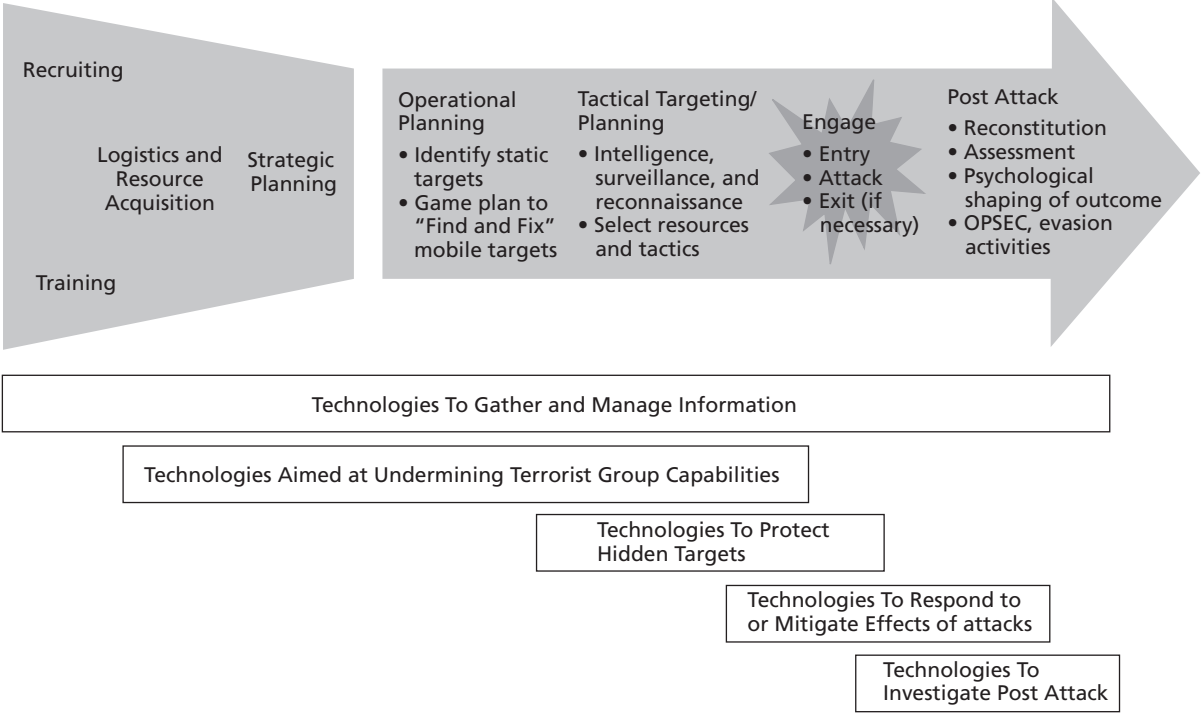 Recruiting
Logistics and
Resource
Acquisition
Strategic
Planning
Training
Operational
Planning
• Identify static
targets
• Game plan to
“Find and Fix”
mobile targets
Tactical Targeting/
Planning
• Intelligence,
surveillance, and
reconnaissance
• Select resources
and tactics
Engage
• Entry
• Attack
• Exit (if
necessary)
Post Attack
• Reconstitution
• Assessment
• Psychological
shaping of outcome
• OPSEC, evasion
activities
Technologies To Gather and Manage Information
Technologies Aimed at Undermining Terrorist Group Capabilities
Technologies To Protect
Hidden Targets
Technologies To Respond to
or Mitigate Effects of attacks
Technologies To
Investigate Post Attack